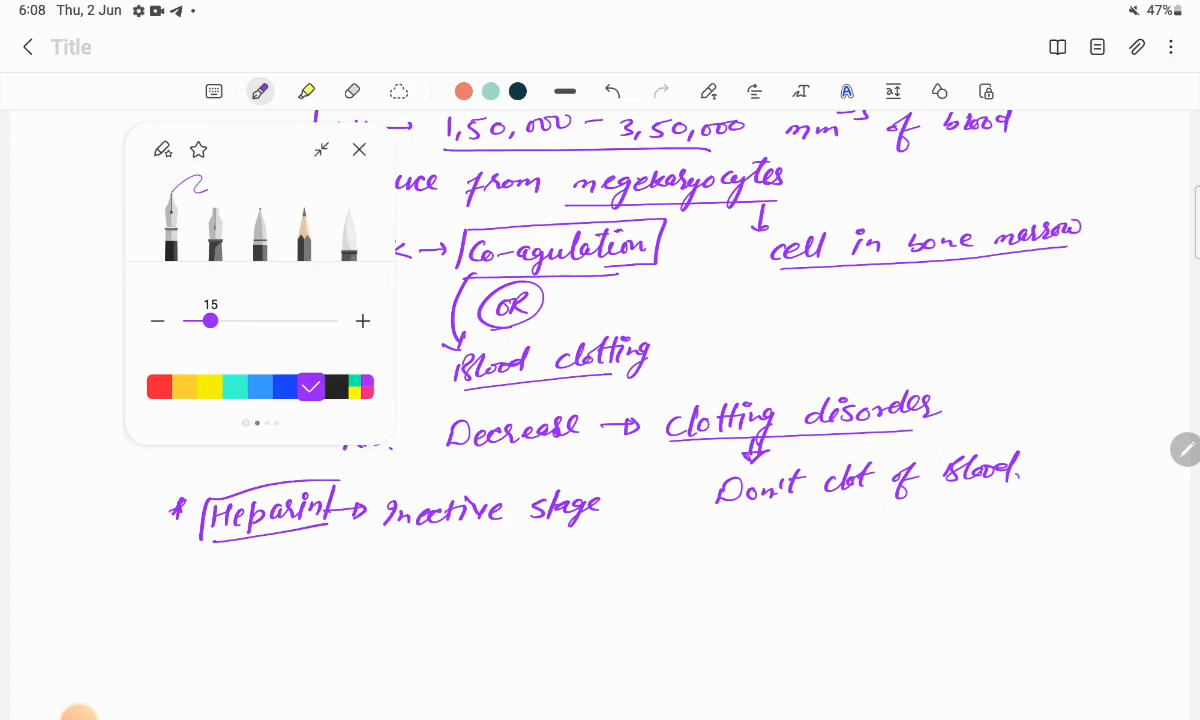 6:08 Thu, 2 Jun 47%
Title
→ 1,50,000 - 3,50,000 mm⁻³ of blood
uce from megekaryocytes
→ Co-agulation
cell in bone marrow
OR
Blood clotting
15
Decrease → clotting disorder
Don't clot of Blood.
* Heparin → Inactive stage